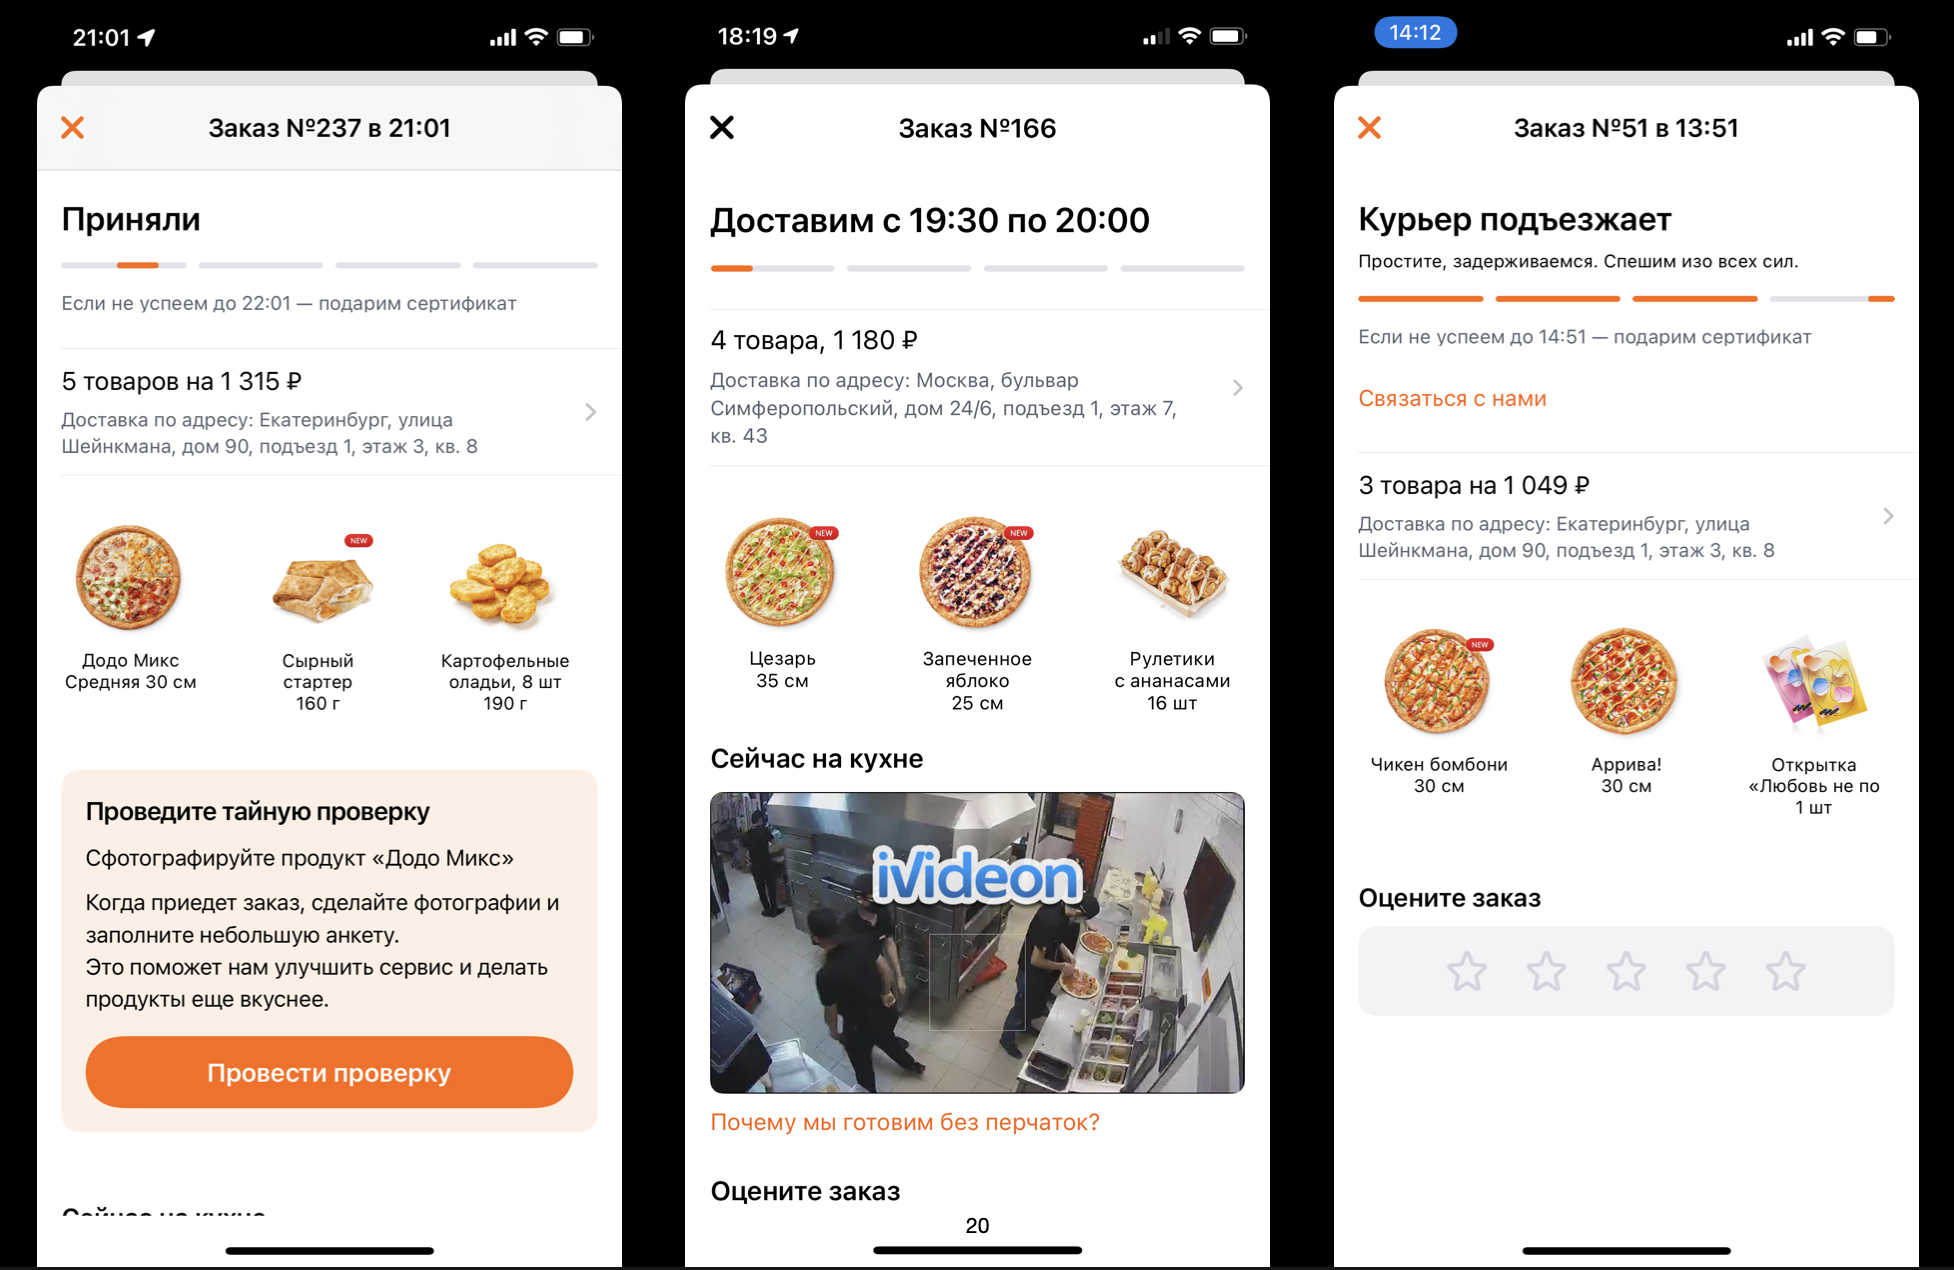 21:01
Заказ №237 в 21:01
Приняли
Если не успеем до 22:01 — подарим сертификат
5 товаров на 1 315 ₽
Доставка по адресу: Екатеринбург, улица
Шейнкмана, дом 90, подъезд 1, этаж 3, кв. 8
NEW
Додо Микс
Средняя 30 см
Сырный
стартер
160 г
Картофельные
оладьи, 8 шт
190 г
Проведите тайную проверку
Сфотографируйте продукт «Додо Микс»
Когда приедет заказ, сделайте фотографии и
заполните небольшую анкету.
Это поможет нам улучшить сервис и делать
продукты еще вкуснее.
Провести проверку
Сейчас на кухне
18:19
Заказ №166
Доставим с 19:30 по 20:00
4 товара, 1 180 ₽
Доставка по адресу: Москва, бульвар
Симферопольский, дом 24/6, подъезд 1, этаж 7,
кв. 43
NEW
NEW
Цезарь
35 см
Запеченное
яблоко
25 см
Рулетики
с ананасами
16 шт
Сейчас на кухне
iVideon
Почему мы готовим без перчаток?
Оцените заказ
20
14:12
Заказ №51 в 13:51
Курьер подъезжает
Простите, задерживаемся. Спешим изо всех сил.
Если не успеем до 14:51 — подарим сертификат
Связаться с нами
3 товара на 1 049 ₽
Доставка по адресу: Екатеринбург, улица
Шейнкмана, дом 90, подъезд 1, этаж 3, кв. 8
NEW
Чикен бомбони
30 см
Аррива!
30 см
Открытка
«Любовь не по
1 шт
Оцените заказ